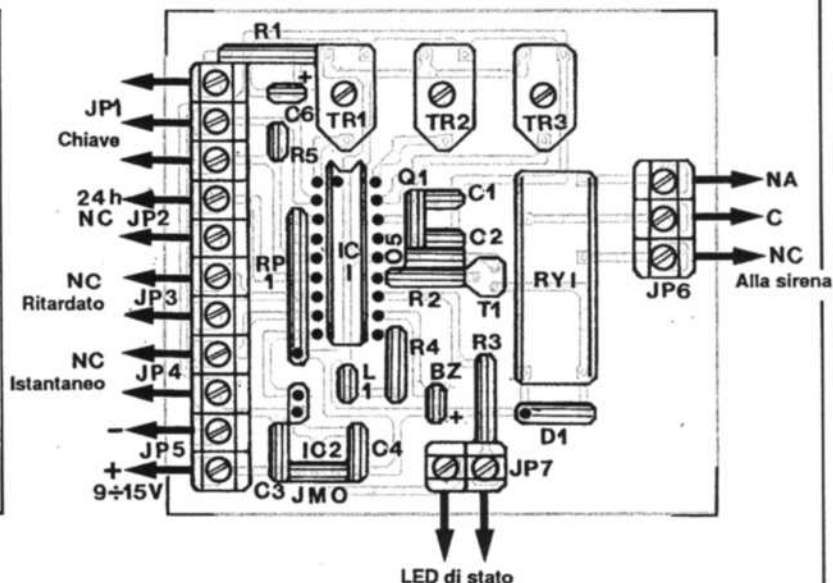 R1
JP1
Chiave
24h
NC JP2
NC
Ritardato
JP3
NC
Istantaneo
JP4
-
JP5
+
9÷15V
+
C6
R5
TR1
TR2
TR3
Q1
C1
C2
05
IC
1
RP
1
R2
T1
RY1
NA
C
NC
Alla sirena
JP6
R4
R3
L
1
BZ
+
D1
IC2
C3
JMO
C4
JP7
LED di stato